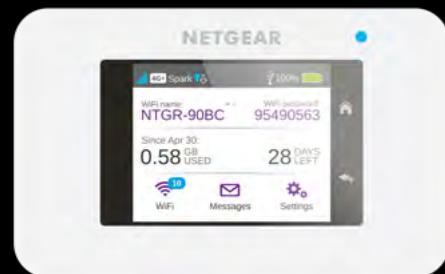 NETGEAR
4G+ Spark 100%
WiFi name: WiFi password:
NTGR-90BC 95490563
Since Apr 30:
0.58 GB USED 28 DAYS LEFT
10
WiFi Messages Settings